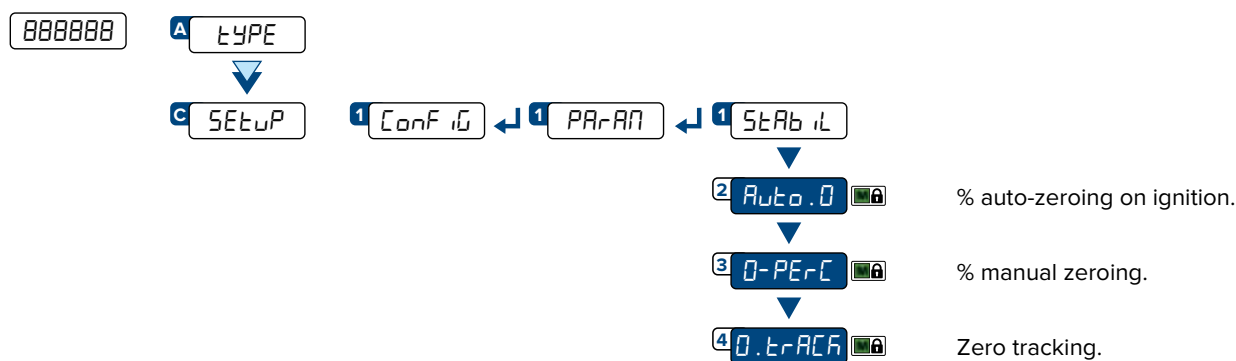 888888 A tYPE
C SEtuP 1 ConFiG 1 PArAM 1 StAbiL
2 Auto.0 M % auto-zeroing on ignition.
3 0-PErC M % manual zeroing.
4 0.trACK M Zero tracking.